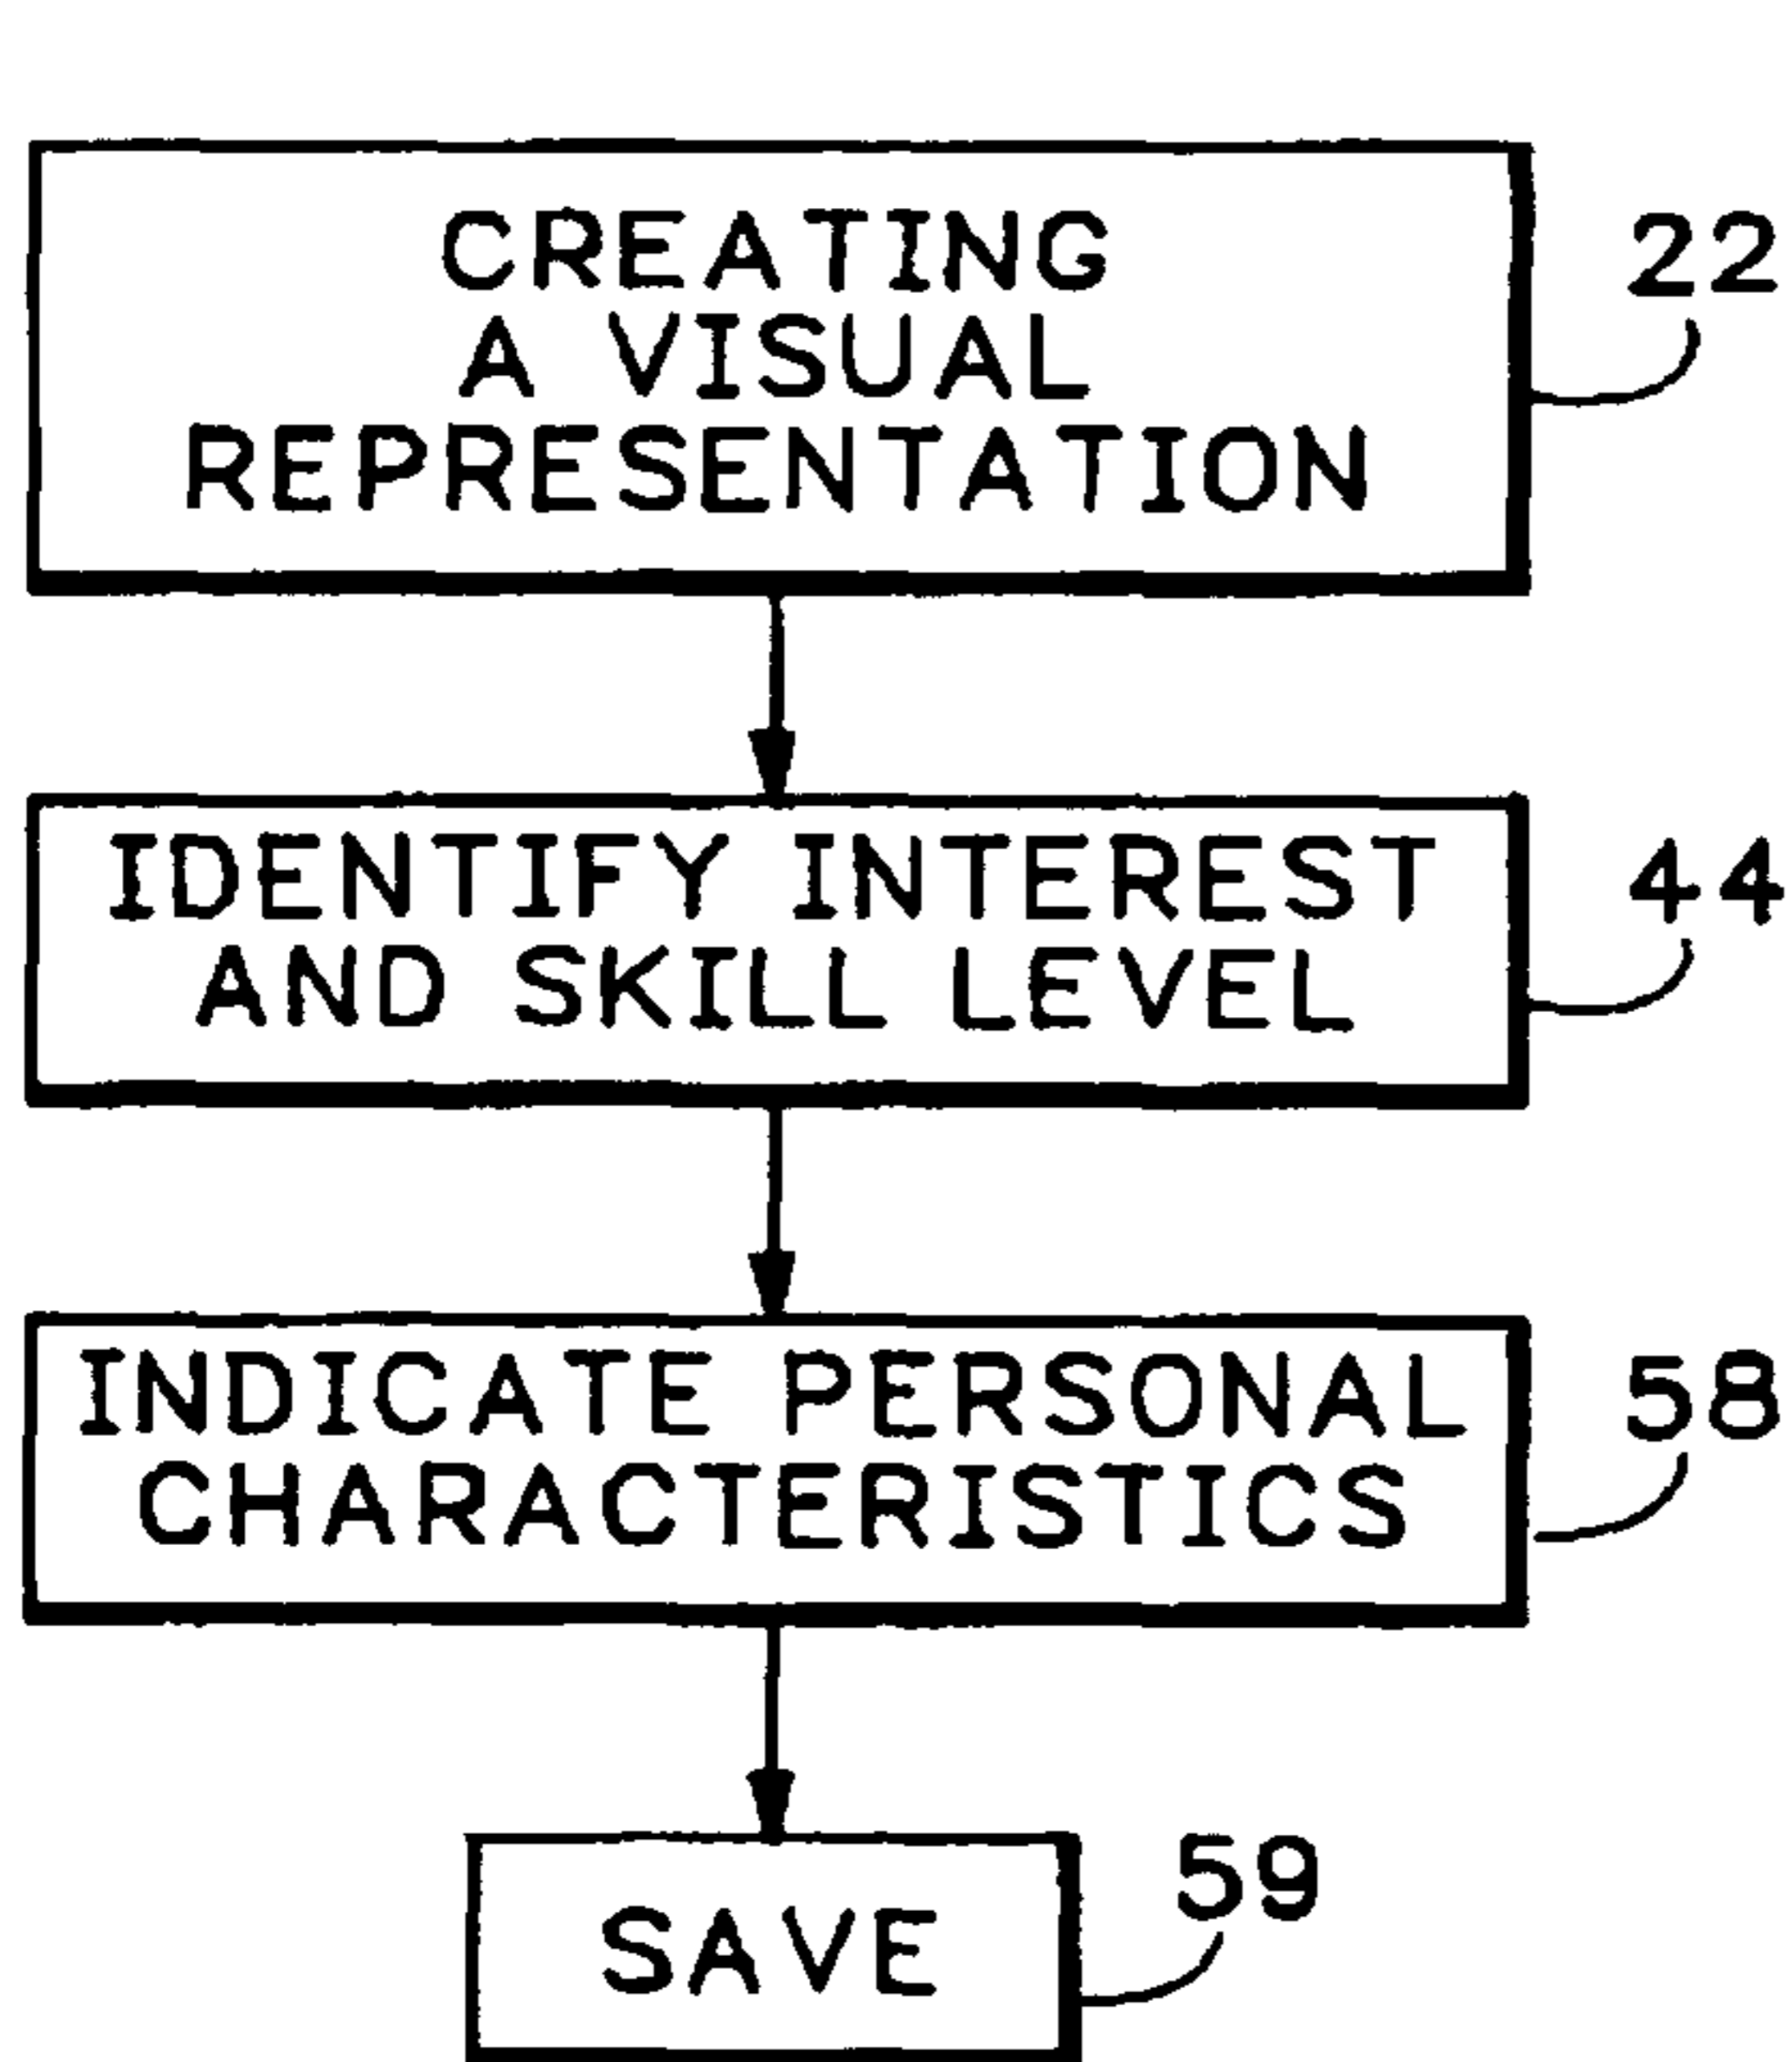 CREATING
A VISUAL
REPRESENTATION
22
IDENTIFY INTEREST
AND SKILL LEVEL
44
INDICATE PERSONAL
CHARACTERISTICS
58
SAVE
59